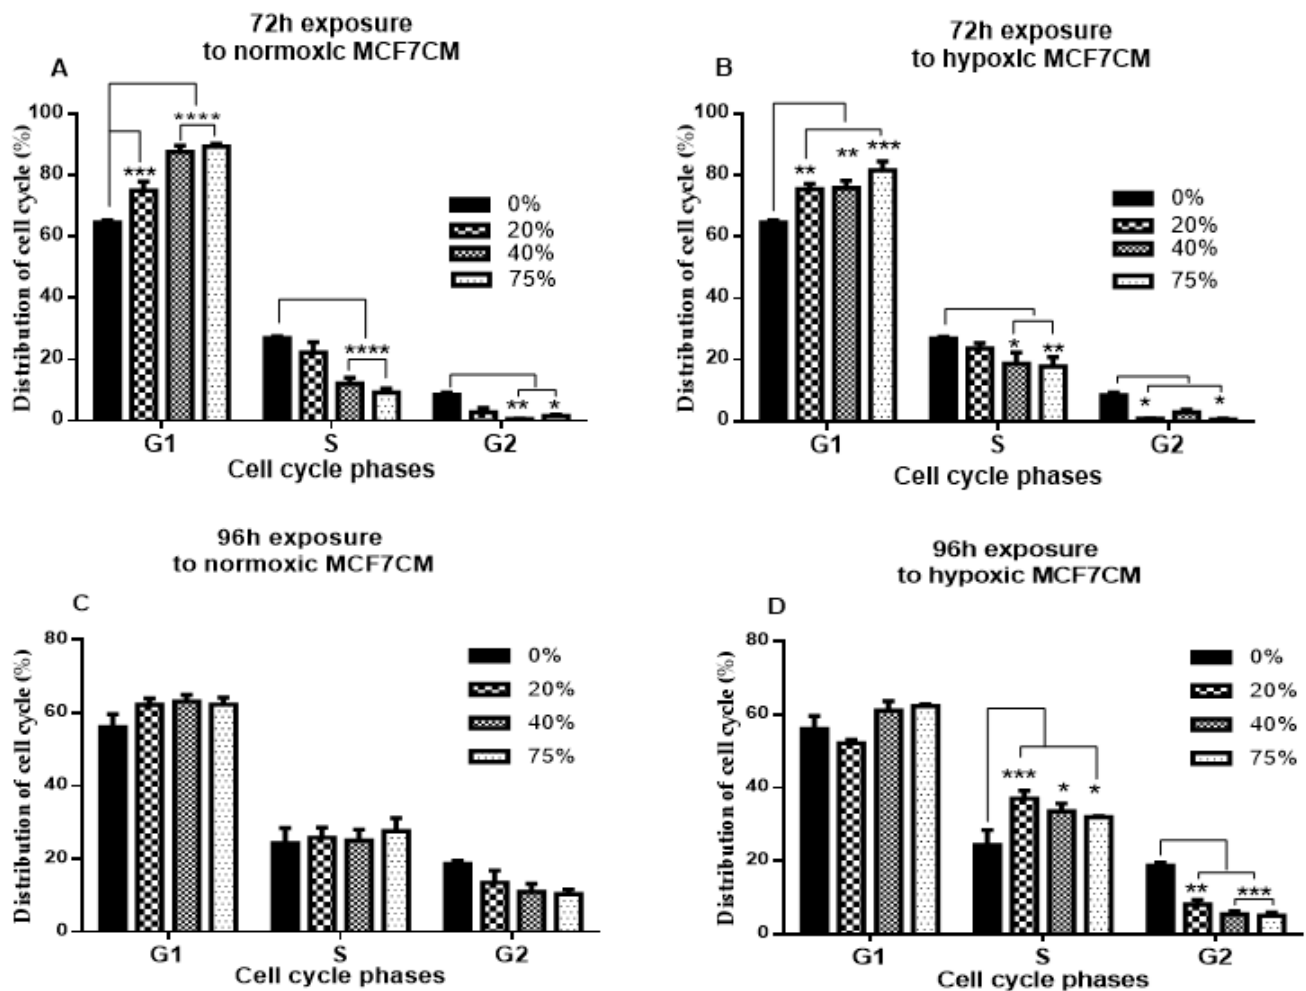 72h exposure
to normoxic MCF7CM
A
Distribution of cell cycle (%)
100
80
60
40
20
0
***
****
****
**
*
0%
20%
40%
75%
G1
S
G2
Cell cycle phases
72h exposure
to hypoxic MCF7CM
B
Distribution of cell cycle (%)
100
80
60
40
20
0
**
**
***
*
**
*
*
0%
20%
40%
75%
G1
S
G2
Cell cycle phases
96h exposure
to normoxic MCF7CM
C
Distribution of cell cycle (%)
80
60
40
20
0
0%
20%
40%
75%
G1
S
G2
Cell cycle phases
96h exposure
to hypoxic MCF7CM
D
Distribution of cell cycle (%)
80
60
40
20
0
***
*
*
**
***
0%
20%
40%
75%
G1
S
G2
Cell cycle phases